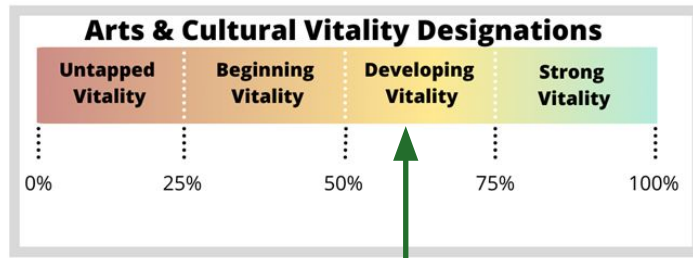 Arts & Cultural Vitality Designations
Untapped Vitality
Beginning Vitality
Developing Vitality
Strong Vitality
0% 25% 50% 75% 100%